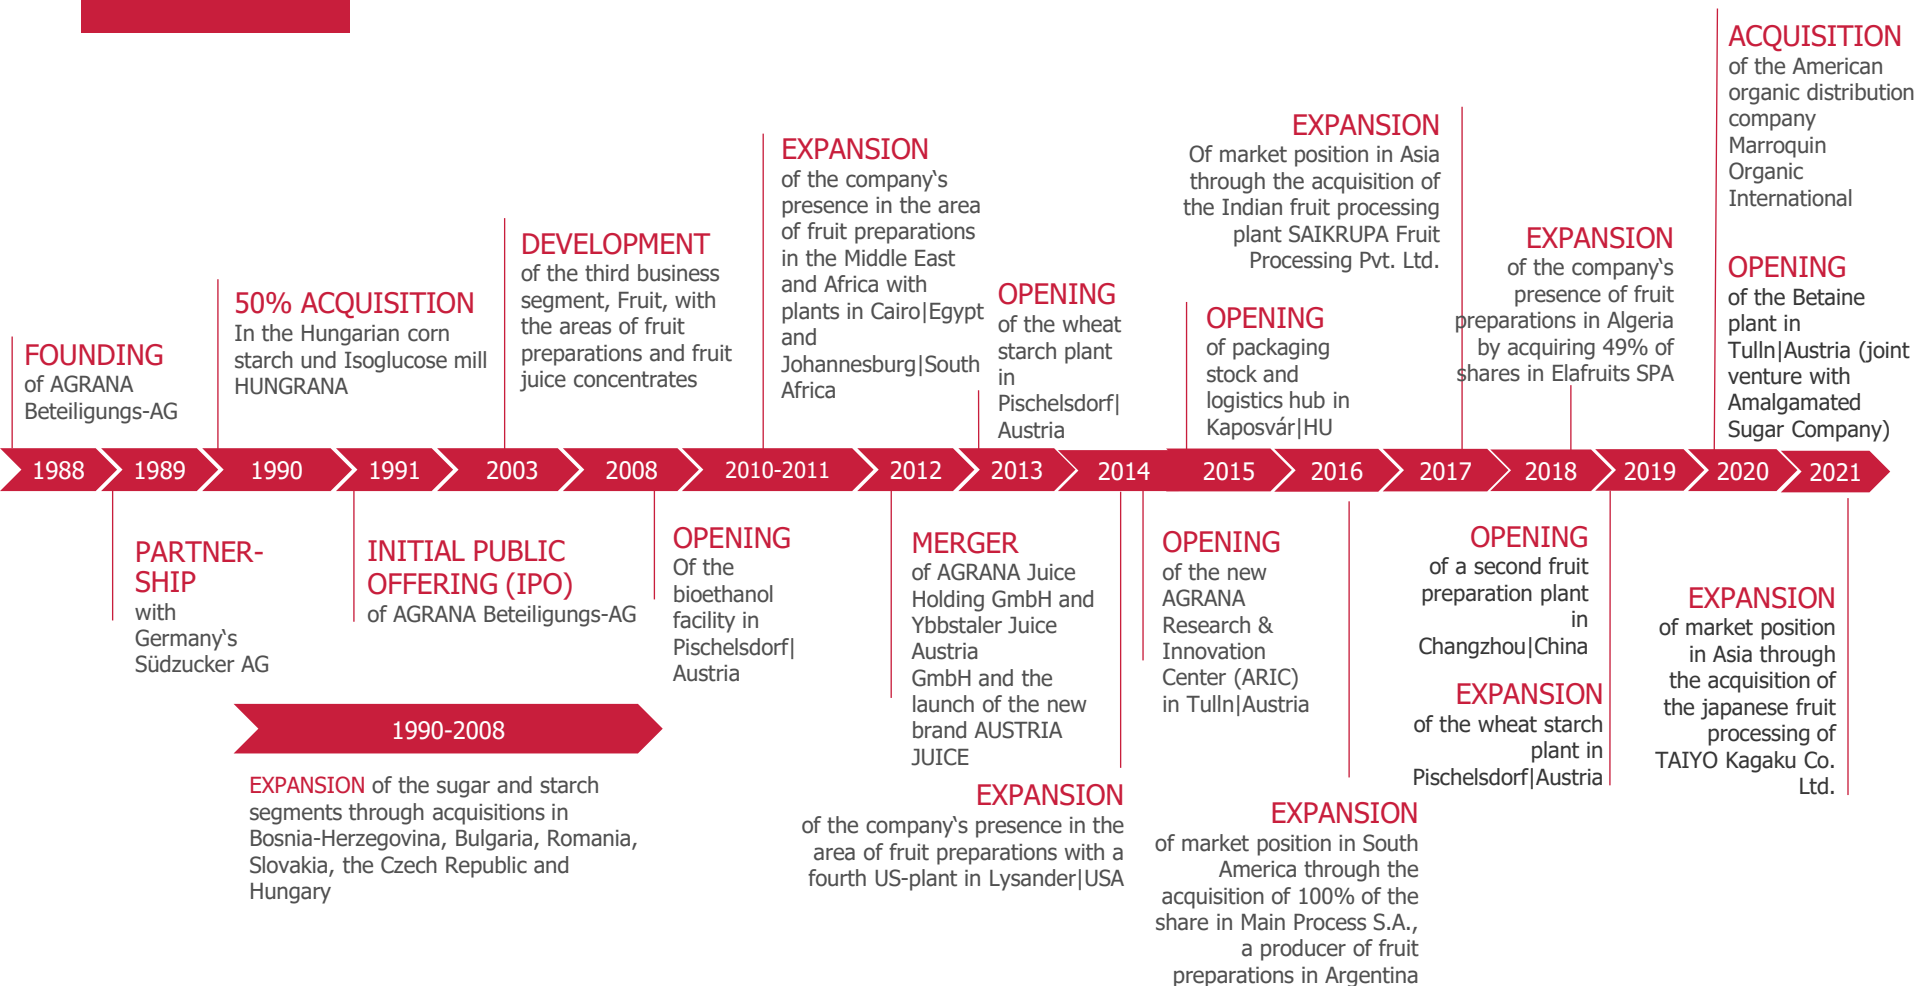 FOUNDING
of AGRANA
Beteiligungs-AG
50% ACQUISITION
In the Hungarian corn
starch und Isoglucose mill
HUNGRANA
DEVELOPMENT
of the third business
segment, Fruit, with
the areas of fruit
preparations and fruit
juice concentrates
EXPANSION
of the company‘s
presence in the area
of fruit preparations
in the Middle East
and Africa with
plants in Cairo|Egypt
and
Johannesburg|South
Africa
OPENING
of the wheat
starch plant
in
Pischelsdorf|
Austria
EXPANSION
Of market position in Asia
through the acquisition of
the Indian fruit processing
plant SAIKRUPA Fruit
Processing Pvt. Ltd.
OPENING
of packaging
stock and
logistics hub in
Kaposvár|HU
EXPANSION
of the company‘s
presence of fruit
preparations in Algeria
by acquiring 49% of
shares in Elafruits SPA
ACQUISITION
of the American
organic distribution
company
Marroquin
Organic
International
OPENING
of the Betaine
plant in
Tulln|Austria (joint
venture with
Amalgamated
Sugar Company)
1988 1989 1990 1991 2003 2008 2010-2011 2012 2013 2014 2015 2016 2017 2018 2019 2020 2021
PARTNER-
SHIP
with
Germany‘s
Südzucker AG
INITIAL PUBLIC
OFFERING (IPO)
of AGRANA Beteiligungs-AG
OPENING
Of the
bioethanol
facility in
Pischelsdorf|
Austria
1990-2008
EXPANSION of the sugar and starch
segments through acquisitions in
Bosnia-Herzegovina, Bulgaria, Romania,
Slovakia, the Czech Republic and
Hungary
MERGER
of AGRANA Juice
Holding GmbH and
Ybbstaler Juice
Austria
GmbH and the
launch of the new
brand AUSTRIA
JUICE
EXPANSION
of the company‘s presence in the
area of fruit preparations with a
fourth US-plant in Lysander|USA
OPENING
of the new
AGRANA
Research &
Innovation
Center (ARIC)
in Tulln|Austria
EXPANSION
of market position in South
America through the
acquisition of 100% of the
share in Main Process S.A.,
a producer of fruit
preparations in Argentina
OPENING
of a second fruit
preparation plant
in
Changzhou|China
EXPANSION
of the wheat starch
plant in
Pischelsdorf|Austria
EXPANSION
of market position
in Asia through
the acquisition of
the japanese fruit
processing of
TAIYO Kagaku Co.
Ltd.